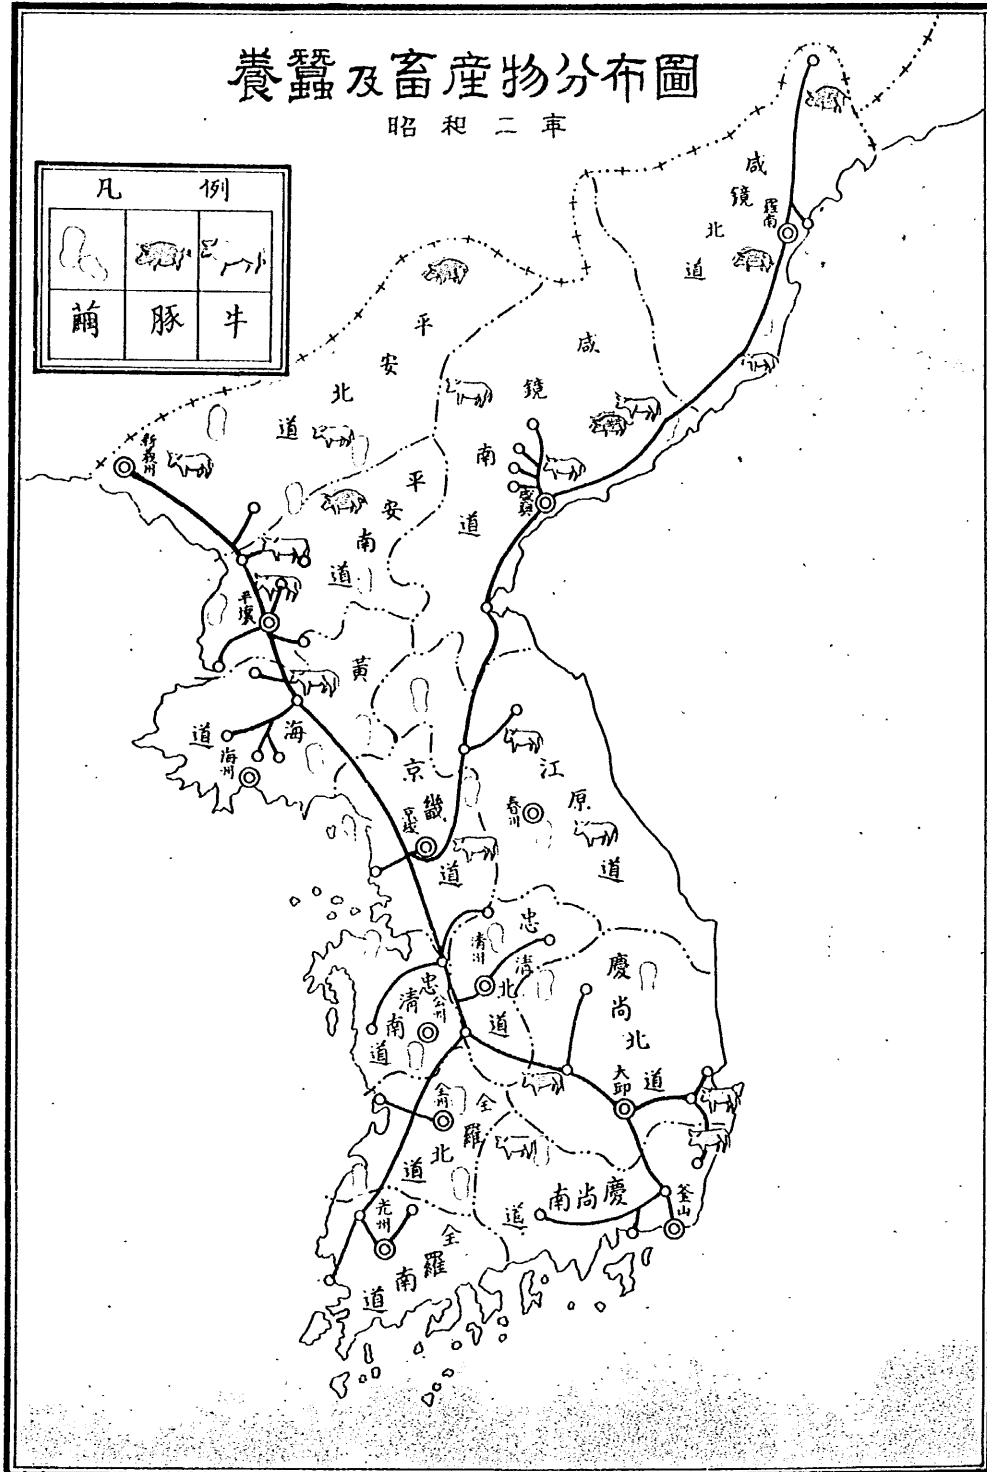 養蠶及畜産物分布圖
昭和二年
凡例
繭
豚
牛
咸鏡北道
羅南
咸鏡南道
咸興
平安北道
新義州
平安南道
平壤
黃海道
海州
京畿道
京城
江原道
春川
忠清北道
清州
忠清南道
公州
慶尚北道
大邱
全羅北道
全州
慶尚南道
釜山
全羅南道
光州